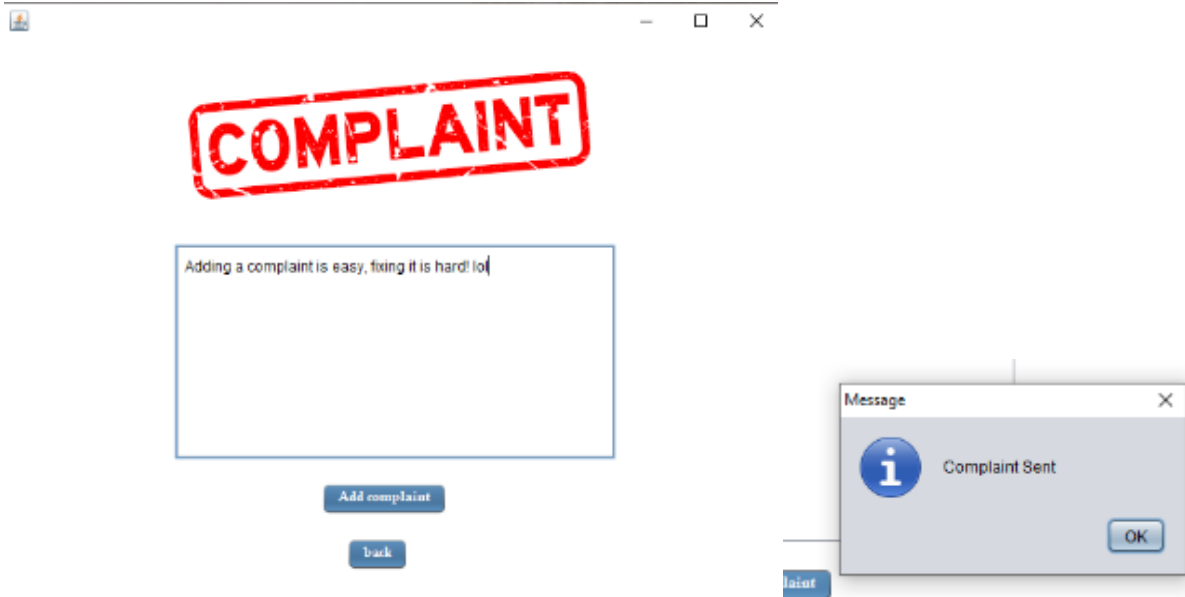 COMPLAINT
Adding a complaint is easy, fixing it is hard! lol
Add complaint
back
Message
Complaint Sent
OK
laint